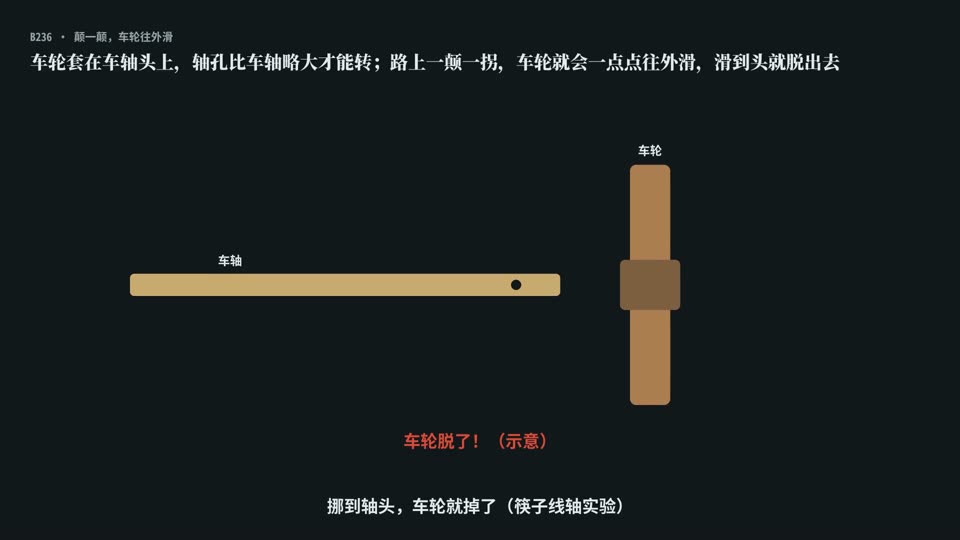 B236 · 颠一颠，车轮往外滑
车轮套在车轴头上，轴孔比车轴略大才能转；路上一颠一拐，车轮就会一点点往外滑，滑到头就脱出去
车轮
车轴
车轮脱了！（示意）
挪到轴头，车轮就掉了（筷子线轴实验）